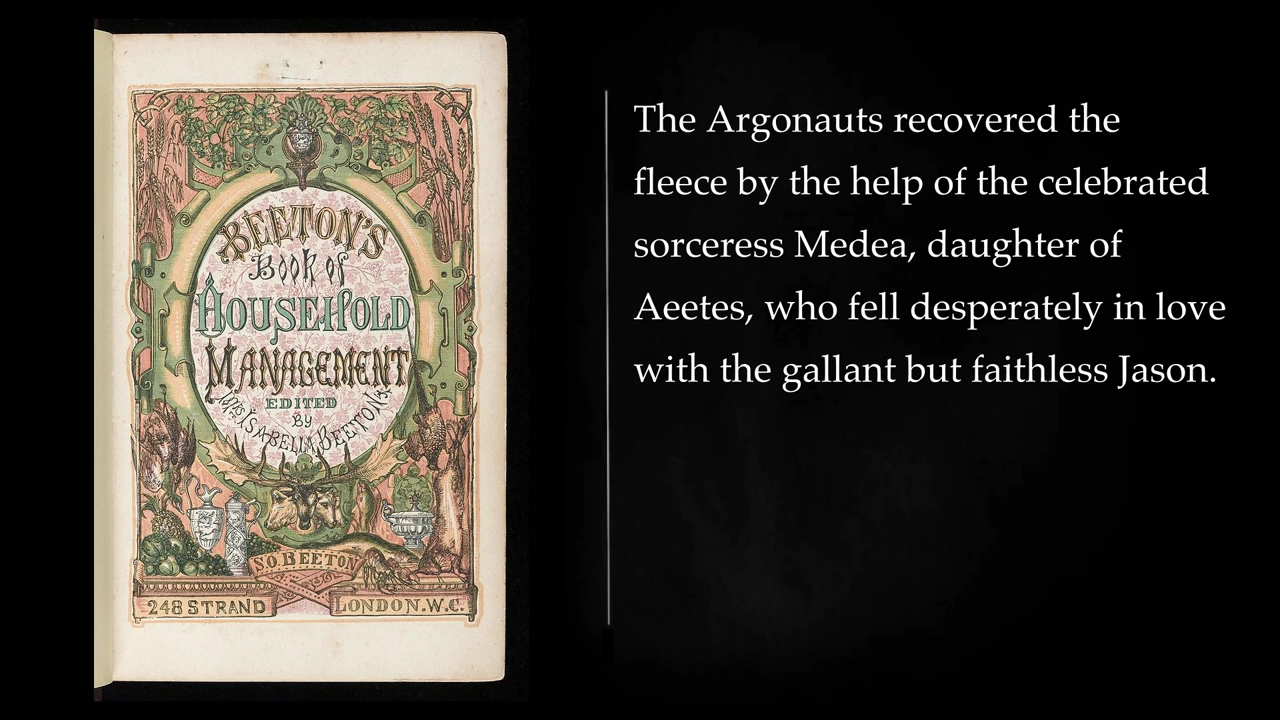 BEETON'S
Book of
HOUSEHOLD
MANAGEMENT
EDITED
BY
MRS ISABELLA BEETON
S.O. BEETON
248 STRAND
LONDON. W.C.
The Argonauts recovered the
fleece by the help of the celebrated
sorceress Medea, daughter of
Aeetes, who fell desperately in love
with the gallant but faithless Jason.